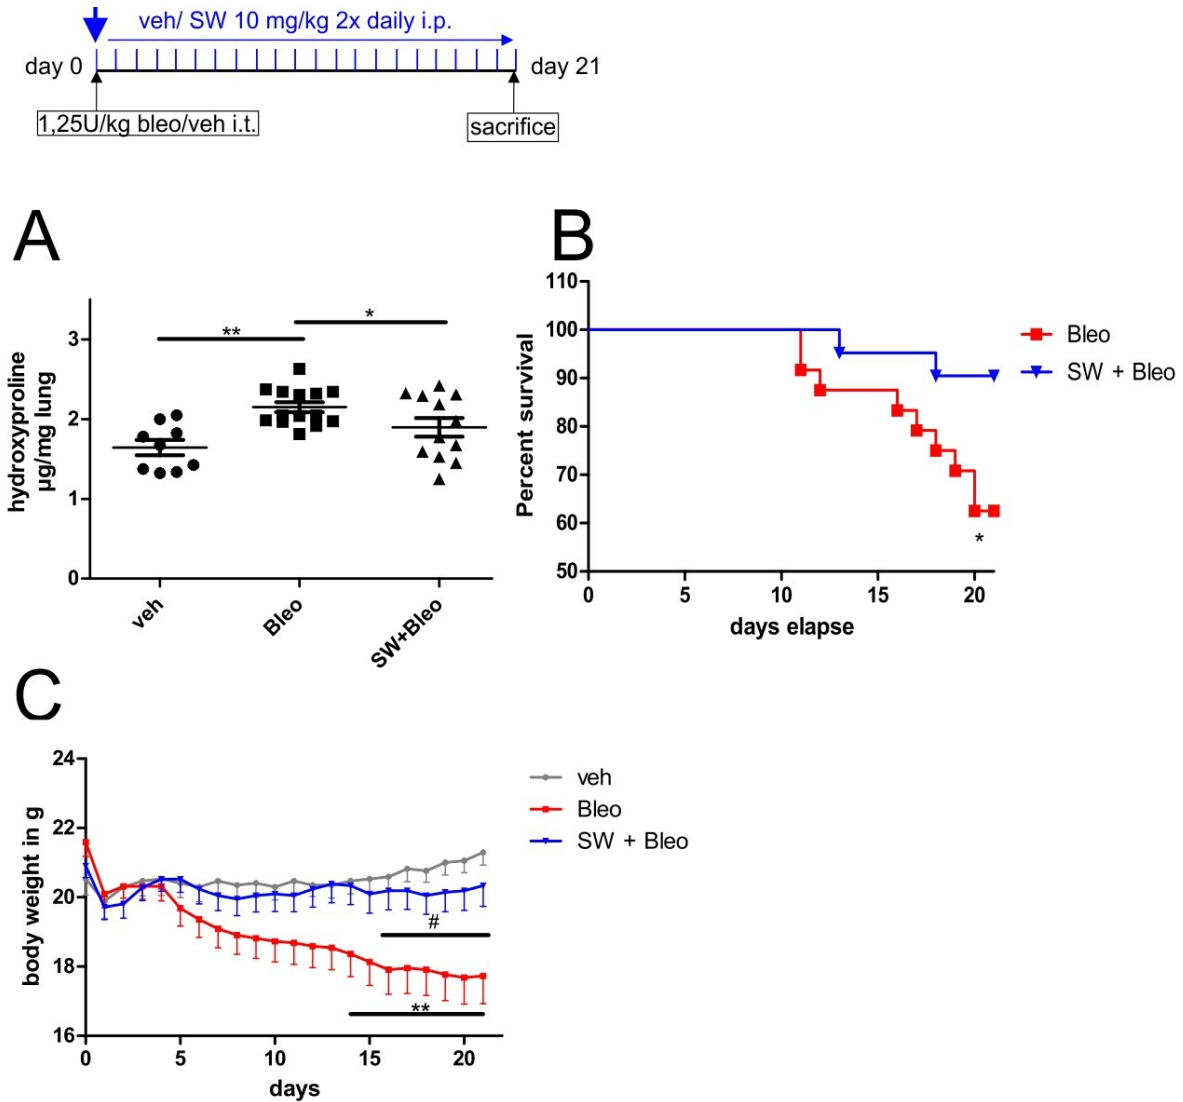 veh/ SW 10 mg/kg 2x daily i.p.
day 0
day 21
1,25U/kg bleo/veh i.t.
sacrifice
A
hydroxyproline
µg/mg lung
3
2
1
0
**
*
veh
Bleo
SW+Bleo
B
Percent survival
110
100
90
80
70
60
50
0
5
10
15
20
days elapse
*
Bleo
SW + Bleo
C
body weight in g
24
22
20
18
16
0
5
10
15
20
days
#
**
veh
Bleo
SW + Bleo